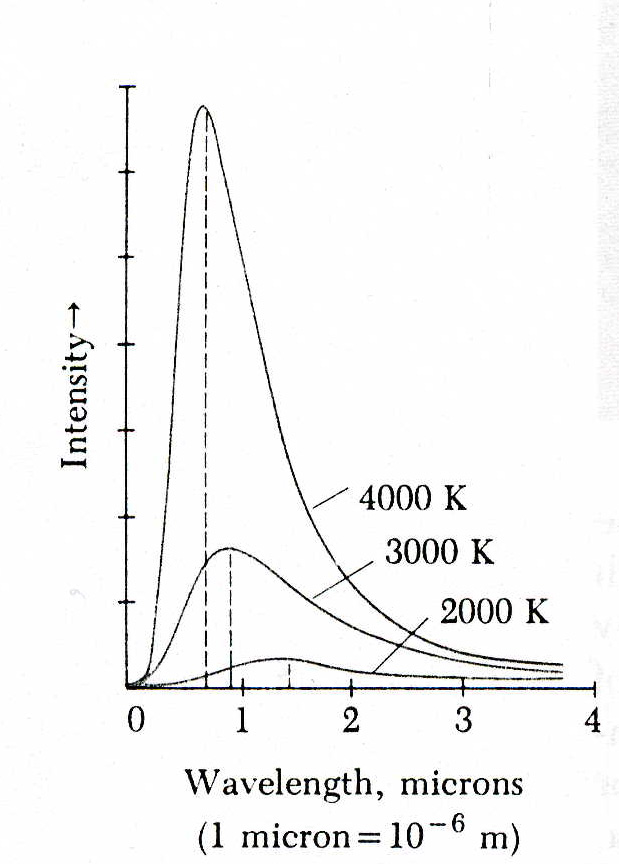 Intensity→
4000 K
3000 K
2000 K
0 1 2 3 4
Wavelength, microns
(1 micron = 10⁻⁶ m)